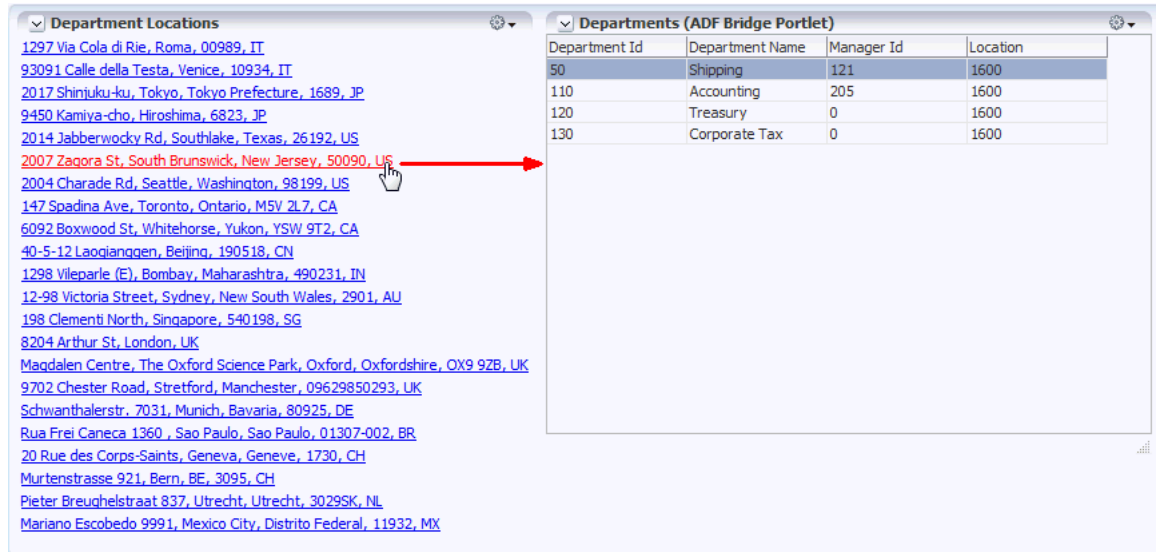 Department Locations
1297 Via Cola di Rie, Roma, 00989, IT
93091 Calle della Testa, Venice, 10934, IT
2017 Shinjuku-ku, Tokyo, Tokyo Prefecture, 1689, JP
9450 Kamiya-cho, Hiroshima, 6823, JP
2014 Jabberwocky Rd, Southlake, Texas, 26192, US
2007 Zagora St, South Brunswick, New Jersey, 50090, US
2004 Charade Rd, Seattle, Washington, 98199, US
147 Spadina Ave, Toronto, Ontario, M5V 2L7, CA
6092 Boxwood St, Whitehorse, Yukon, YSW 9T2, CA
40-5-12 Laogianggen, Beijing, 190518, CN
1298 Vileparle (E), Bombay, Maharashtra, 490231, IN
12-98 Victoria Street, Sydney, New South Wales, 2901, AU
198 Clementi North, Singapore, 540198, SG
8204 Arthur St, London, UK
Magdalen Centre, The Oxford Science Park, Oxford, Oxfordshire, OX9 9ZB, UK
9702 Chester Road, Stretford, Manchester, 09629850293, UK
Schwanthalerstr. 7031, Munich, Bavaria, 80925, DE
Rua Frei Caneca 1360 , Sao Paulo, Sao Paulo, 01307-002, BR
20 Rue des Corps-Saints, Geneva, Geneve, 1730, CH
Murtenstrasse 921, Bern, BE, 3095, CH
Pieter Breughelstraat 837, Utrecht, Utrecht, 3029SK, NL
Mariano Escobedo 9991, Mexico City, Distrito Federal, 11932, MX
Departments (ADF Bridge Portlet)
Department Id Department Name Manager Id Location
50 Shipping 121 1600
110 Accounting 205 1600
120 Treasury 0 1600
130 Corporate Tax 0 1600